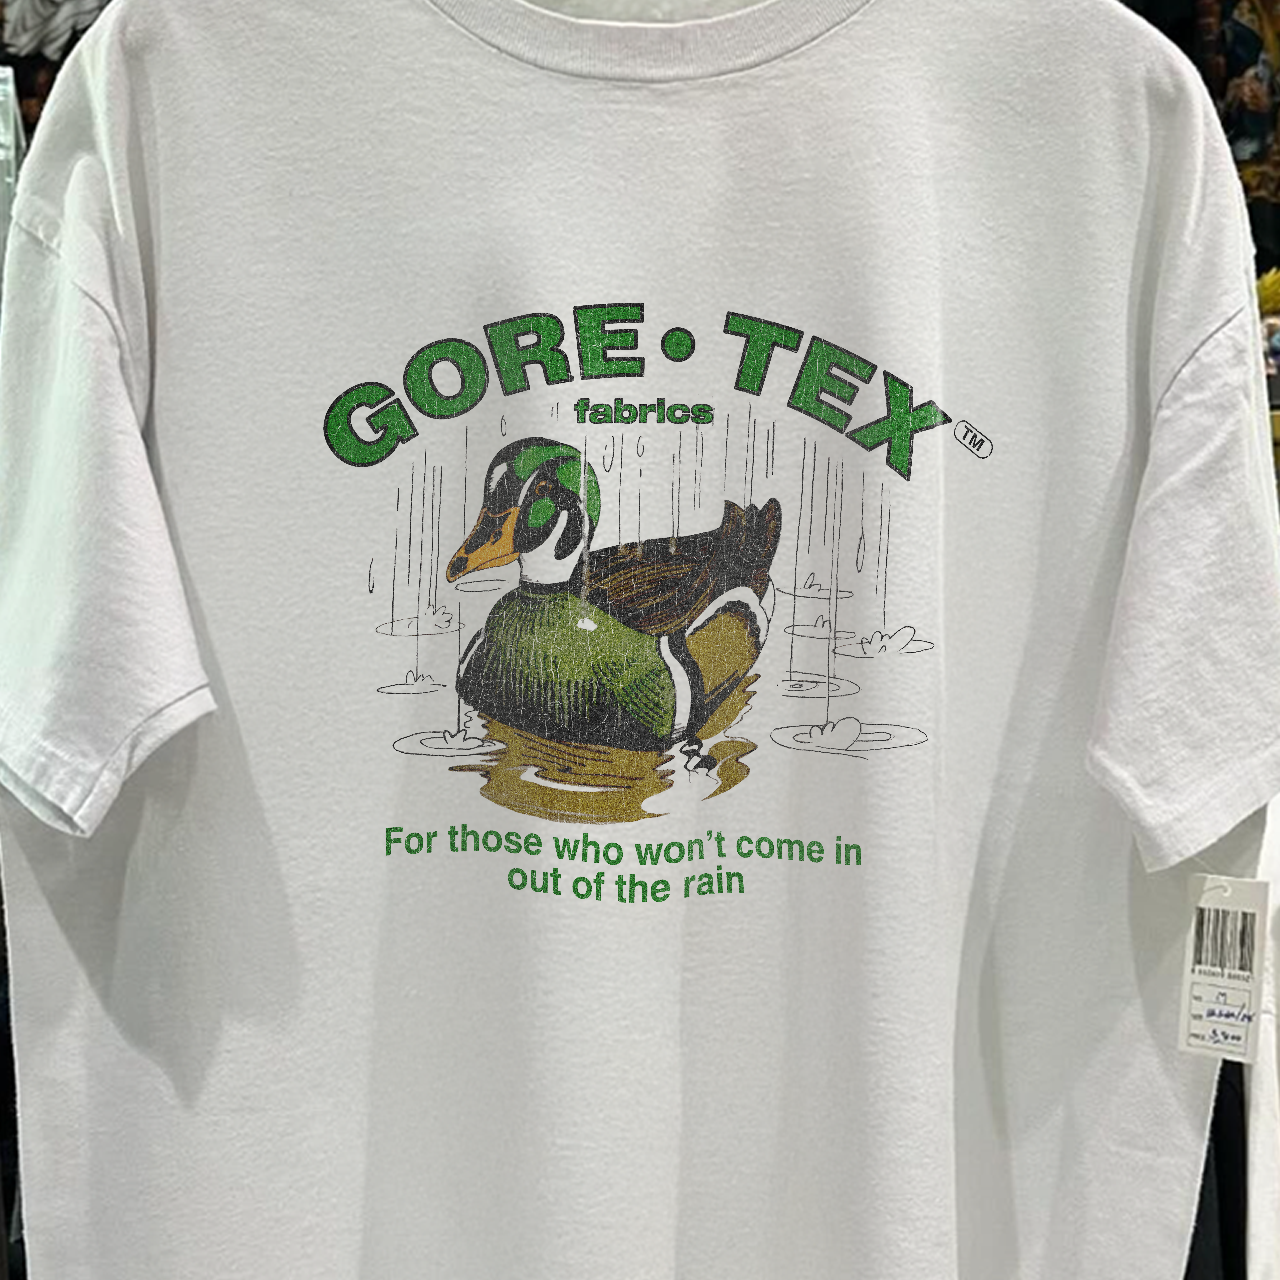 GORE•TEX
TM
fabrics
For those who won't come in
out of the rain
M